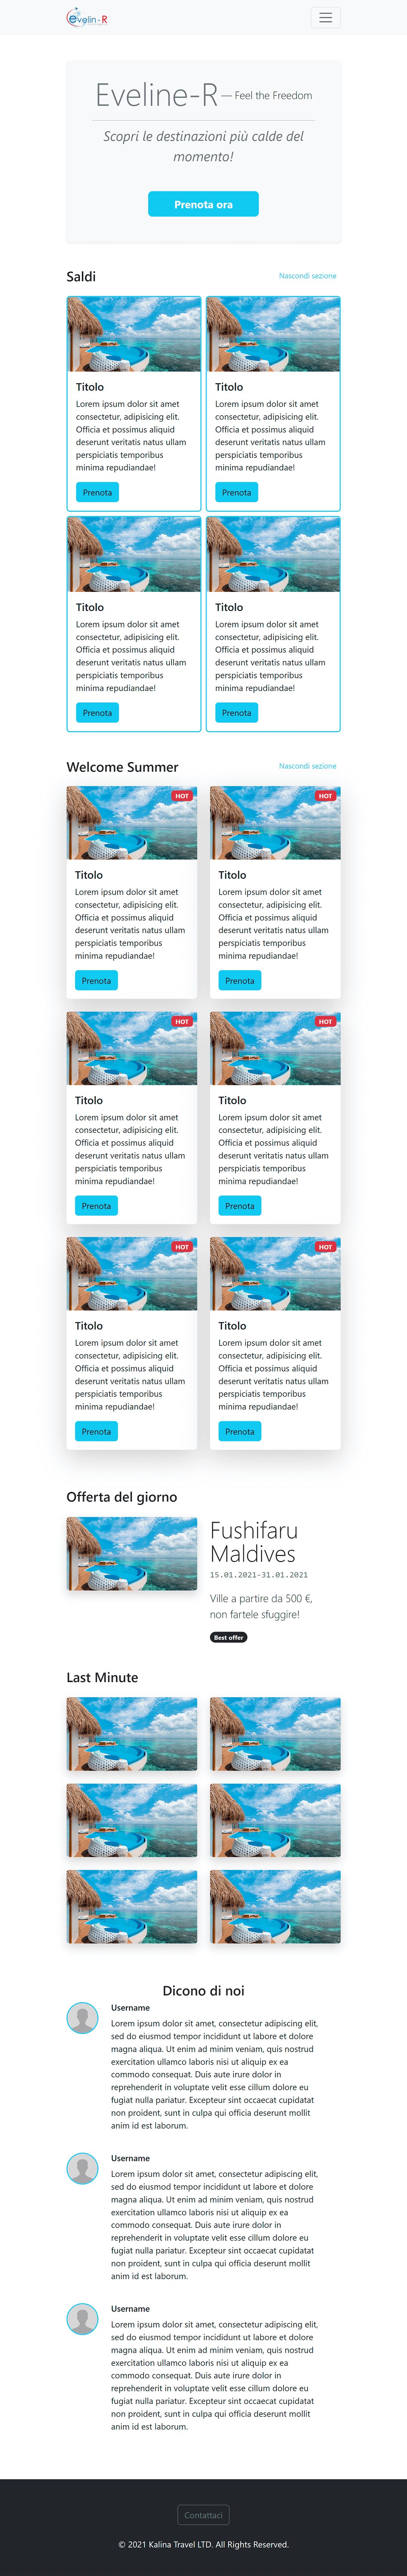 evelin-R
Eveline-R — Feel the Freedom
Scopri le destinazioni più calde del
momento!
Prenota ora
Saldi
Nascondi sezione
Titolo
Lorem ipsum dolor sit amet
consectetur, adipisicing elit.
Officia et possimus aliquid
deserunt veritatis natus ullam
perspiciatis temporibus
minima repudiandae!
Prenota
Titolo
Lorem ipsum dolor sit amet
consectetur, adipisicing elit.
Officia et possimus aliquid
deserunt veritatis natus ullam
perspiciatis temporibus
minima repudiandae!
Prenota
Titolo
Lorem ipsum dolor sit amet
consectetur, adipisicing elit.
Officia et possimus aliquid
deserunt veritatis natus ullam
perspiciatis temporibus
minima repudiandae!
Prenota
Titolo
Lorem ipsum dolor sit amet
consectetur, adipisicing elit.
Officia et possimus aliquid
deserunt veritatis natus ullam
perspiciatis temporibus
minima repudiandae!
Prenota
Welcome Summer
Nascondi sezione
HOT
Titolo
Lorem ipsum dolor sit amet
consectetur, adipisicing elit.
Officia et possimus aliquid
deserunt veritatis natus ullam
perspiciatis temporibus
minima repudiandae!
Prenota
HOT
Titolo
Lorem ipsum dolor sit amet
consectetur, adipisicing elit.
Officia et possimus aliquid
deserunt veritatis natus ullam
perspiciatis temporibus
minima repudiandae!
Prenota
HOT
Titolo
Lorem ipsum dolor sit amet
consectetur, adipisicing elit.
Officia et possimus aliquid
deserunt veritatis natus ullam
perspiciatis temporibus
minima repudiandae!
Prenota
HOT
Titolo
Lorem ipsum dolor sit amet
consectetur, adipisicing elit.
Officia et possimus aliquid
deserunt veritatis natus ullam
perspiciatis temporibus
minima repudiandae!
Prenota
HOT
Titolo
Lorem ipsum dolor sit amet
consectetur, adipisicing elit.
Officia et possimus aliquid
deserunt veritatis natus ullam
perspiciatis temporibus
minima repudiandae!
Prenota
HOT
Titolo
Lorem ipsum dolor sit amet
consectetur, adipisicing elit.
Officia et possimus aliquid
deserunt veritatis natus ullam
perspiciatis temporibus
minima repudiandae!
Prenota
Offerta del giorno
Fushifaru
Maldives
15.01.2021-31.01.2021
Ville a partire da 500 €,
non fartele sfuggire!
Best offer
Last Minute
Dicono di noi
Username
Lorem ipsum dolor sit amet, consectetur adipiscing elit,
sed do eiusmod tempor incididunt ut labore et dolore
magna aliqua. Ut enim ad minim veniam, quis nostrud
exercitation ullamco laboris nisi ut aliquip ex ea
commodo consequat. Duis aute irure dolor in
reprehenderit in voluptate velit esse cillum dolore eu
fugiat nulla pariatur. Excepteur sint occaecat cupidatat
non proident, sunt in culpa qui officia deserunt mollit
anim id est laborum.
Username
Lorem ipsum dolor sit amet, consectetur adipiscing elit,
sed do eiusmod tempor incididunt ut labore et dolore
magna aliqua. Ut enim ad minim veniam, quis nostrud
exercitation ullamco laboris nisi ut aliquip ex ea
commodo consequat. Duis aute irure dolor in
reprehenderit in voluptate velit esse cillum dolore eu
fugiat nulla pariatur. Excepteur sint occaecat cupidatat
non proident, sunt in culpa qui officia deserunt mollit
anim id est laborum.
Username
Lorem ipsum dolor sit amet, consectetur adipiscing elit,
sed do eiusmod tempor incididunt ut labore et dolore
magna aliqua. Ut enim ad minim veniam, quis nostrud
exercitation ullamco laboris nisi ut aliquip ex ea
commodo consequat. Duis aute irure dolor in
reprehenderit in voluptate velit esse cillum dolore eu
fugiat nulla pariatur. Excepteur sint occaecat cupidatat
non proident, sunt in culpa qui officia deserunt mollit
anim id est laborum.
Contattaci
© 2021 Kalina Travel LTD. All Rights Reserved.